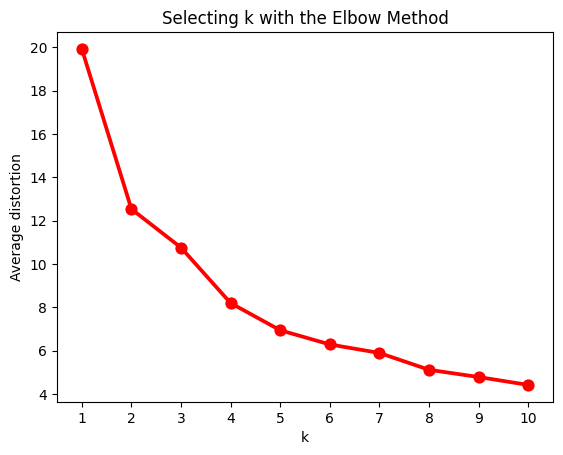 Selecting k with the Elbow Method
Average distortion
20
18
16
14
12
10
8
6
4
1 2 3 4 5 6 7 8 9 10
k